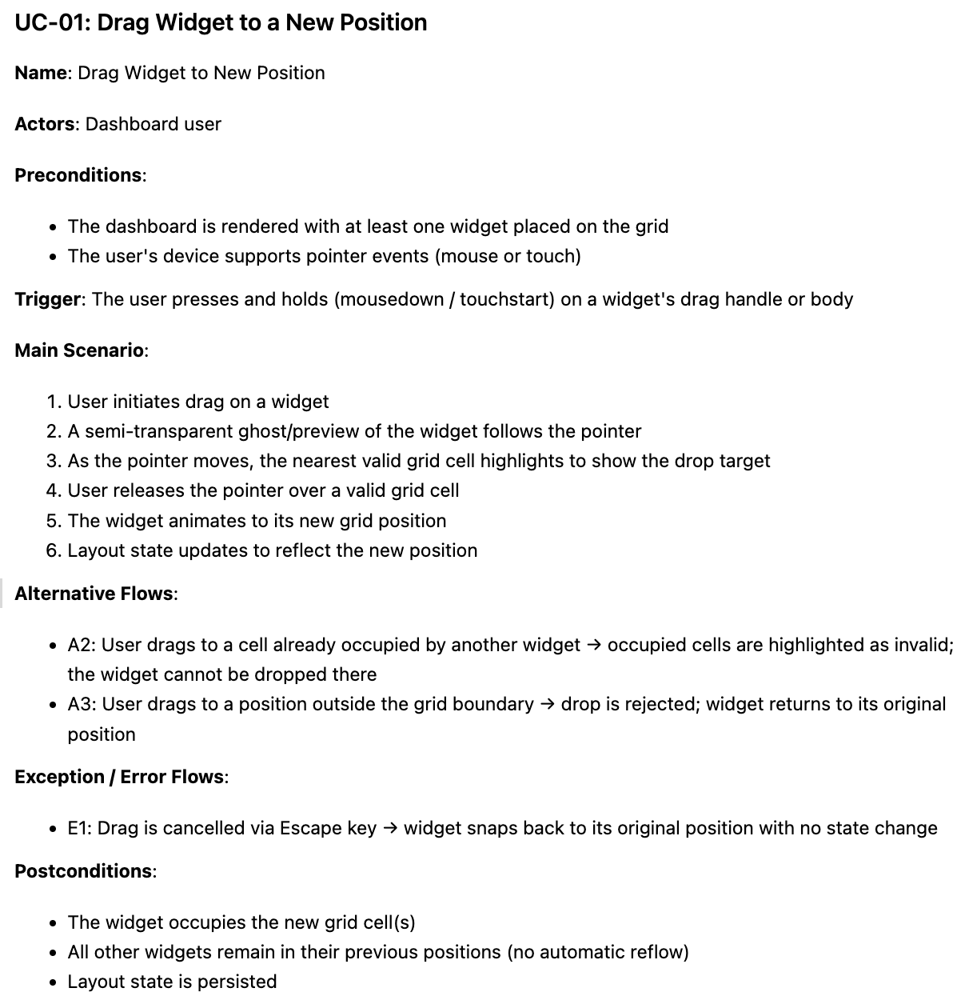 UC-01: Drag Widget to a New Position
Name: Drag Widget to New Position
Actors: Dashboard user
Preconditions:
• The dashboard is rendered with at least one widget placed on the grid
• The user's device supports pointer events (mouse or touch)
Trigger: The user presses and holds (mousedown / touchstart) on a widget's drag handle or body
Main Scenario:
1. User initiates drag on a widget
2. A semi-transparent ghost/preview of the widget follows the pointer
3. As the pointer moves, the nearest valid grid cell highlights to show the drop target
4. User releases the pointer over a valid grid cell
5. The widget animates to its new grid position
6. Layout state updates to reflect the new position
Alternative Flows:
• A2: User drags to a cell already occupied by another widget → occupied cells are highlighted as invalid;
the widget cannot be dropped there
• A3: User drags to a position outside the grid boundary → drop is rejected; widget returns to its original
position
Exception / Error Flows:
• E1: Drag is cancelled via Escape key → widget snaps back to its original position with no state change
Postconditions:
• The widget occupies the new grid cell(s)
• All other widgets remain in their previous positions (no automatic reflow)
• Layout state is persisted